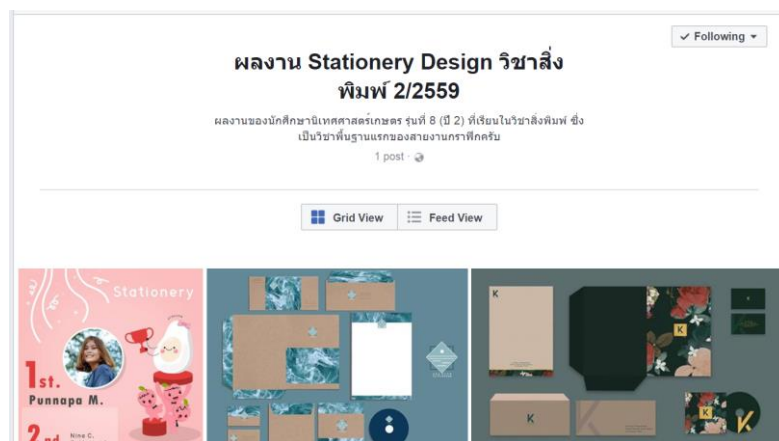 ✓ Following
ผลงาน Stationery Design วิชาสิ่ง
พิมพ์ 2/2559
ผลงานของนักศึกษานิเทศศาสตร์เกษตร รุ่นที่ 8 (ปี 2) ที่เรียนในวิชาสิ่งพิมพ์ ซึ่ง
เป็นวิชาพื้นฐานแรกของสายงานกราฟิกครับ
1 post ·
Grid View
Feed View
Stationery
1st.
Punnapa M.
2nd
Nine C.
K
K
K
K
K
K